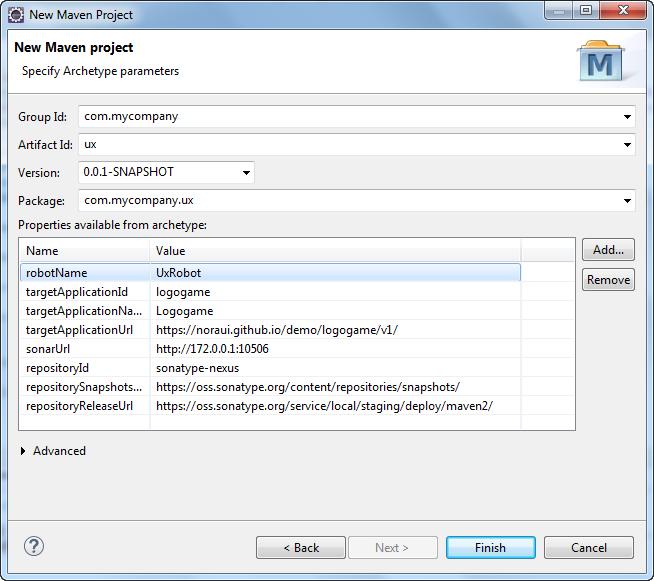 New Maven Project
New Maven project
Specify Archetype parameters
M
Group Id: com.mycompany
Artifact Id: ux
Version: 0.0.1-SNAPSHOT
Package: com.mycompany.ux
Properties available from archetype:
Name Value
robotName UxRobot
targetApplicationId logogame
targetApplicationNa... Logogame
targetApplicationUrl https://noraui.github.io/demo/logogame/v1/
sonarUrl http://172.0.0.1:10506
repositoryId sonatype-nexus
repositorySnapshots... https://oss.sonatype.org/content/repositories/snapshots/
repositoryReleaseUrl https://oss.sonatype.org/service/local/staging/deploy/maven2/
Add...
Remove
Advanced
?
< Back Next > Finish Cancel